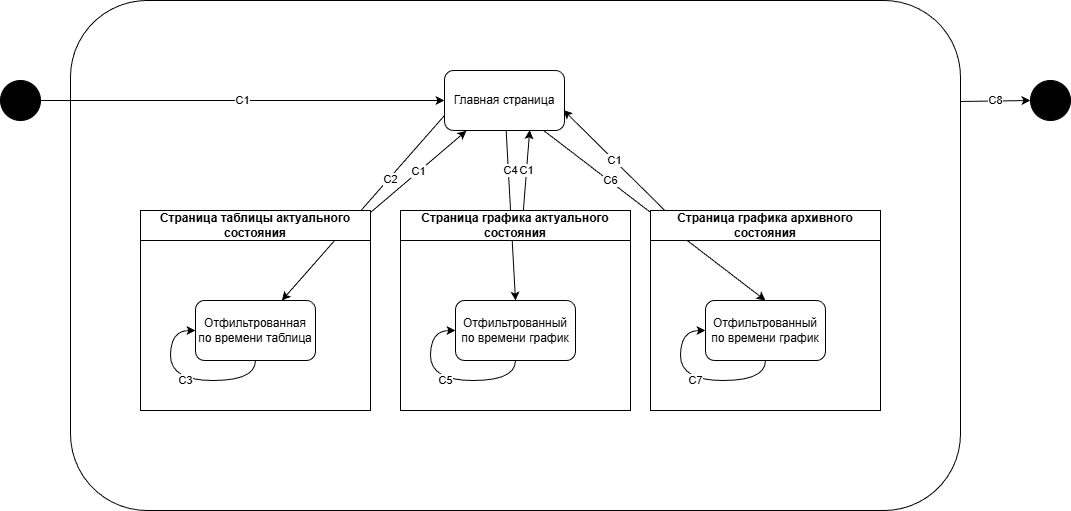 Главная страница
C1
C8
C2
C1
C4
C1
C6
C1
Страница таблицы актуального
состояния
Страница графика актуального
состояния
Страница графика архивного
состояния
Отфильтрованная
по времени таблица
C3
Отфильтрованный
по времени график
C5
Отфильтрованный
по времени график
C7